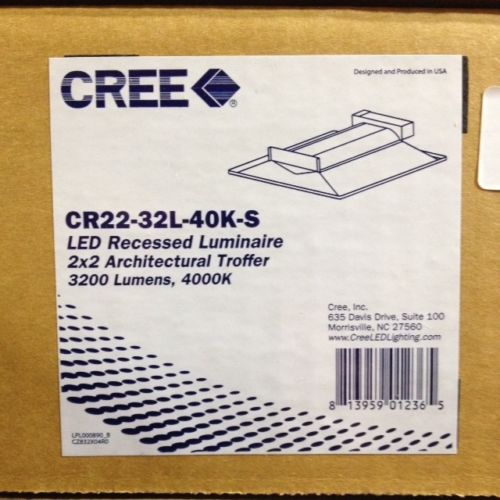 CREE®
Designed and Produced in USA
CR22-32L-40K-S
LED Recessed Luminaire
2x2 Architectural Troffer
3200 Lumens, 4000K
Cree, Inc.
635 Davis Drive, Suite 100
Morrisville, NC 27560
www.CreeLEDLighting.com
8 13959 01236 5
LPL000890_B
CZ832X04RD